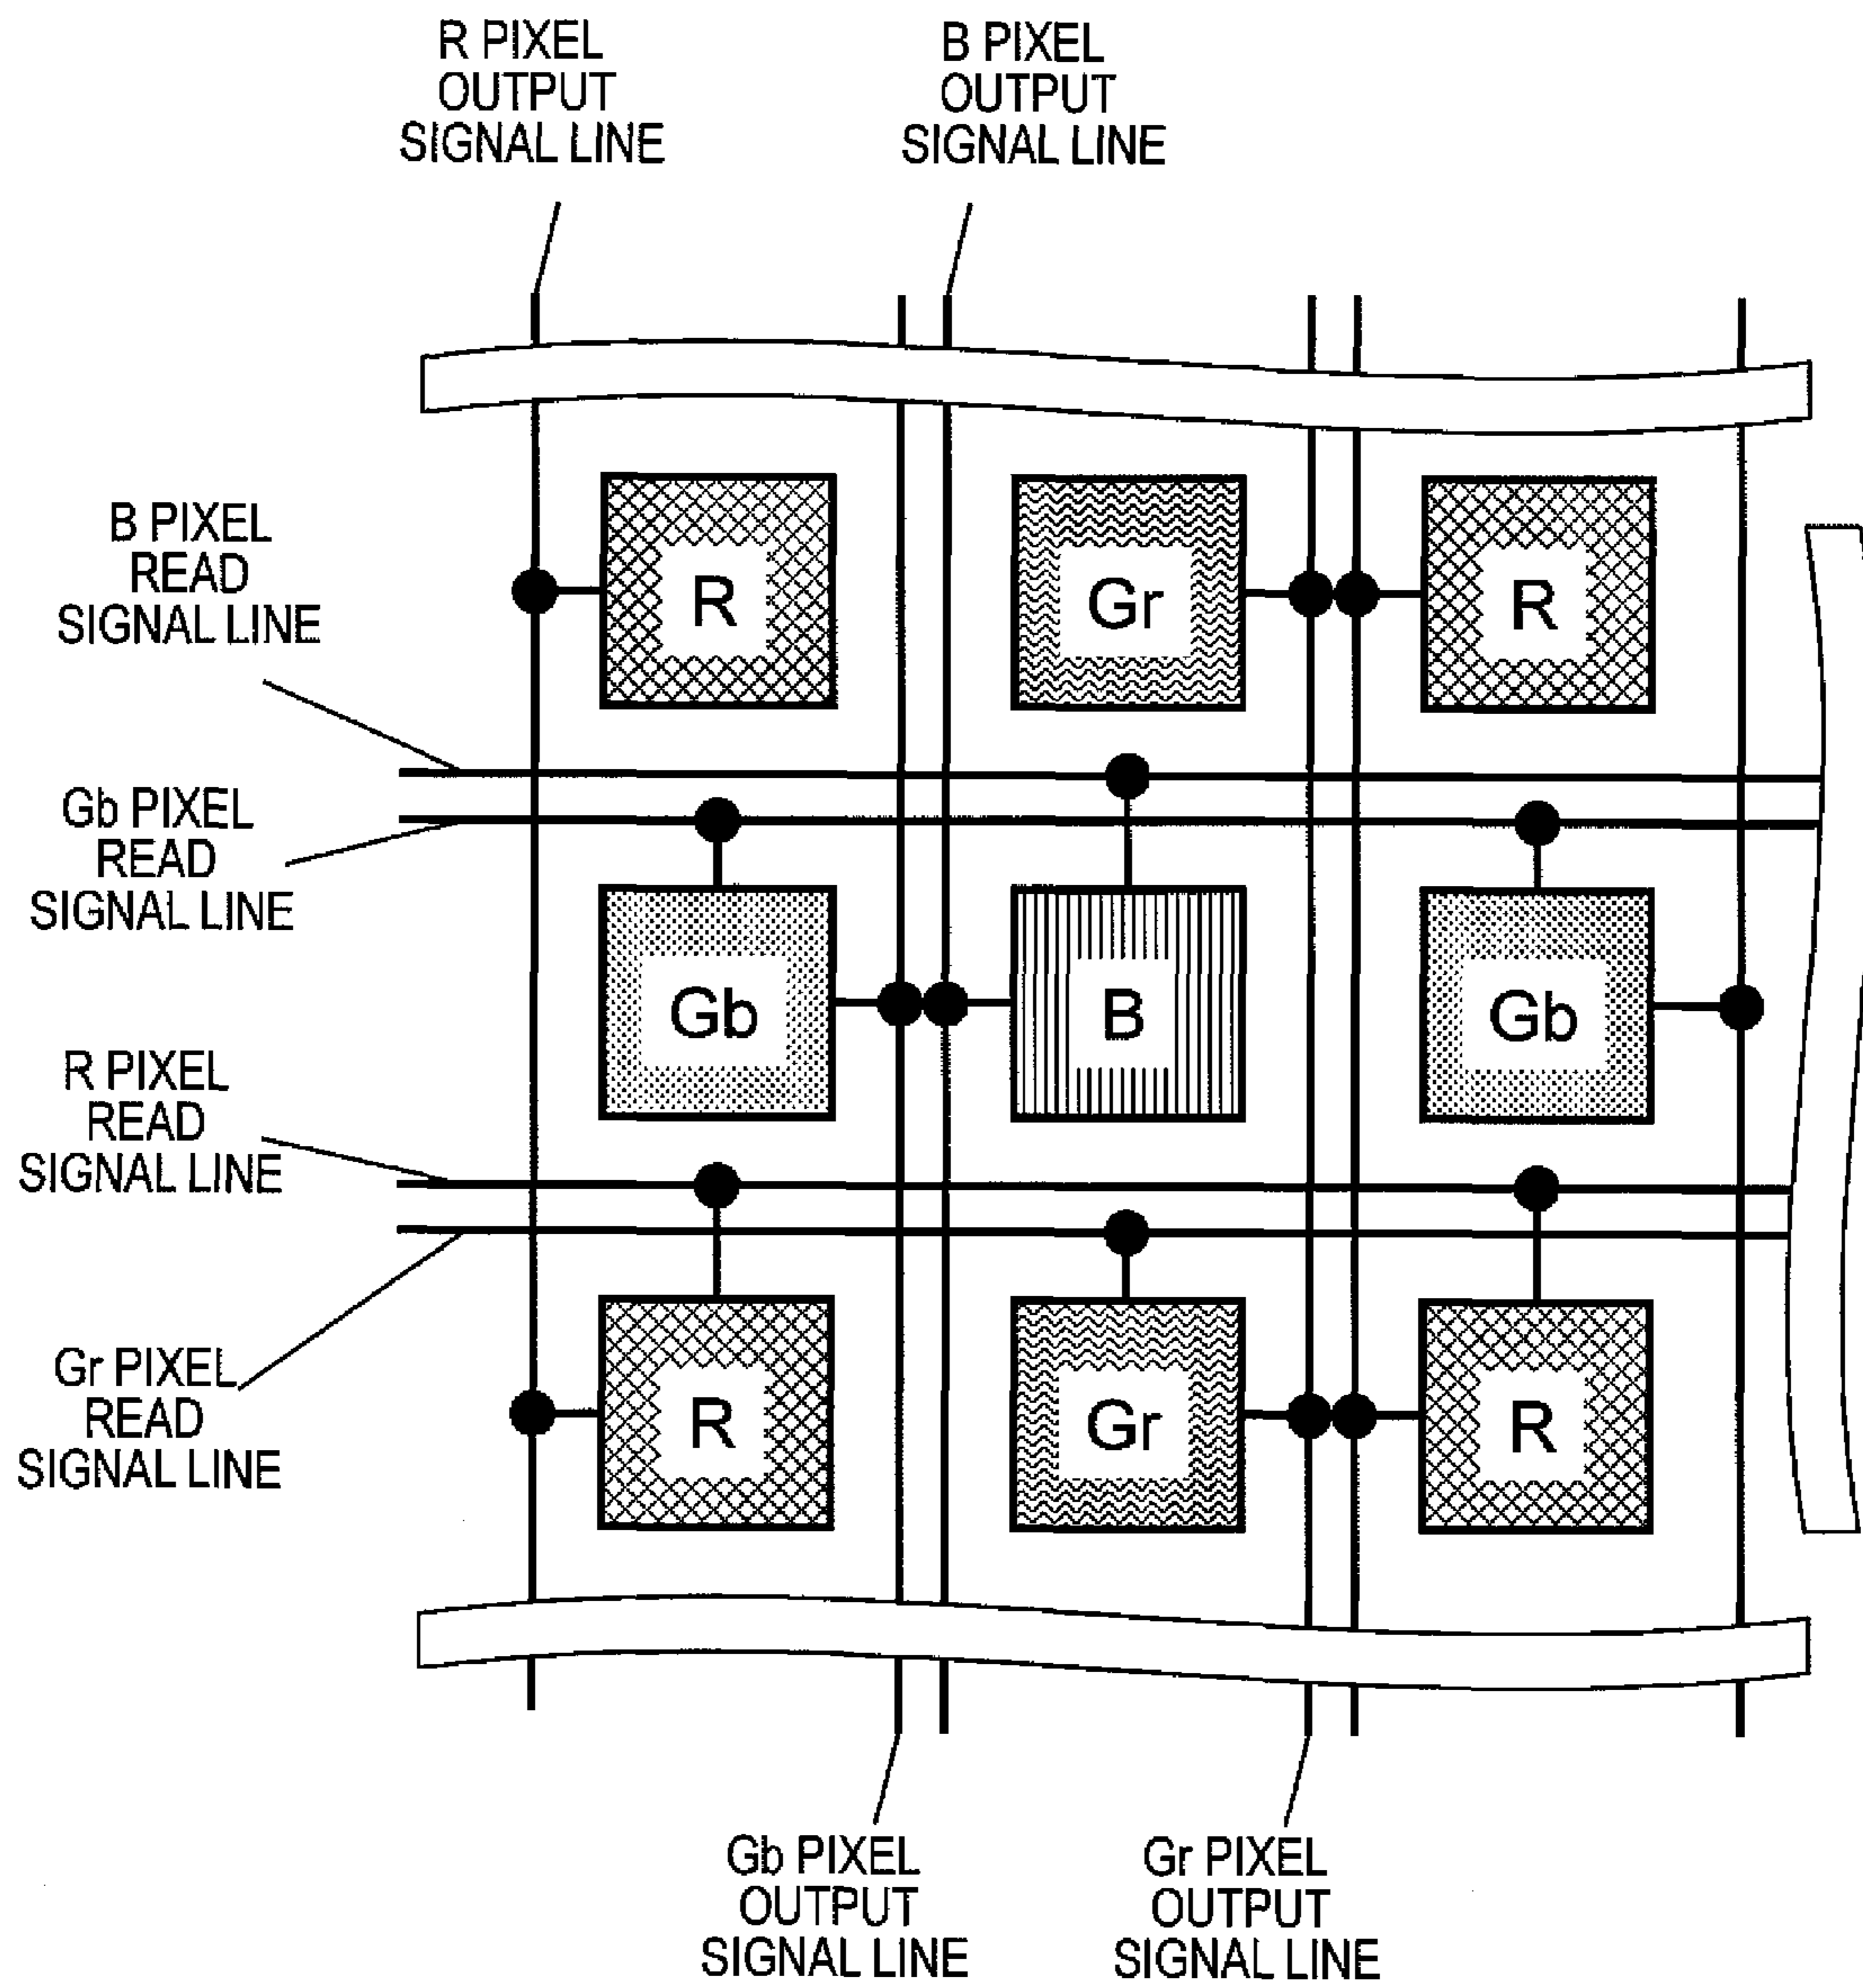 R PIXEL
OUTPUT
SIGNAL LINE
B PIXEL
OUTPUT
SIGNAL LINE
B PIXEL
READ
SIGNAL LINE
R
Gr
R
Gb PIXEL
READ
SIGNAL LINE
Gb
B
Gb
R PIXEL
READ
SIGNAL LINE
Gr PIXEL
READ
SIGNAL LINE
R
Gr
R
Gb PIXEL
OUTPUT
SIGNAL LINE
Gr PIXEL
OUTPUT
SIGNAL LINE